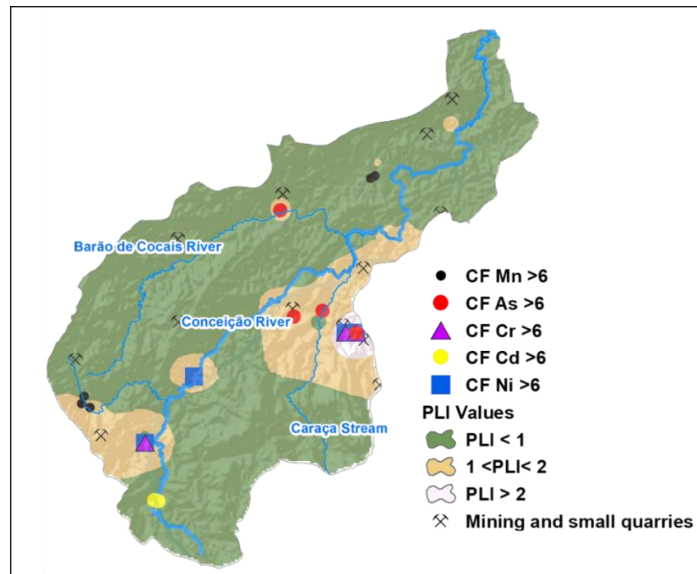 Barão de Cocais River
Conceição River
Caraça Stream
CF Mn >6
CF As >6
CF Cr >6
CF Cd >6
CF Ni >6
PLI Values
PLI < 1
1 <PLI< 2
PLI > 2
Mining and small quarries